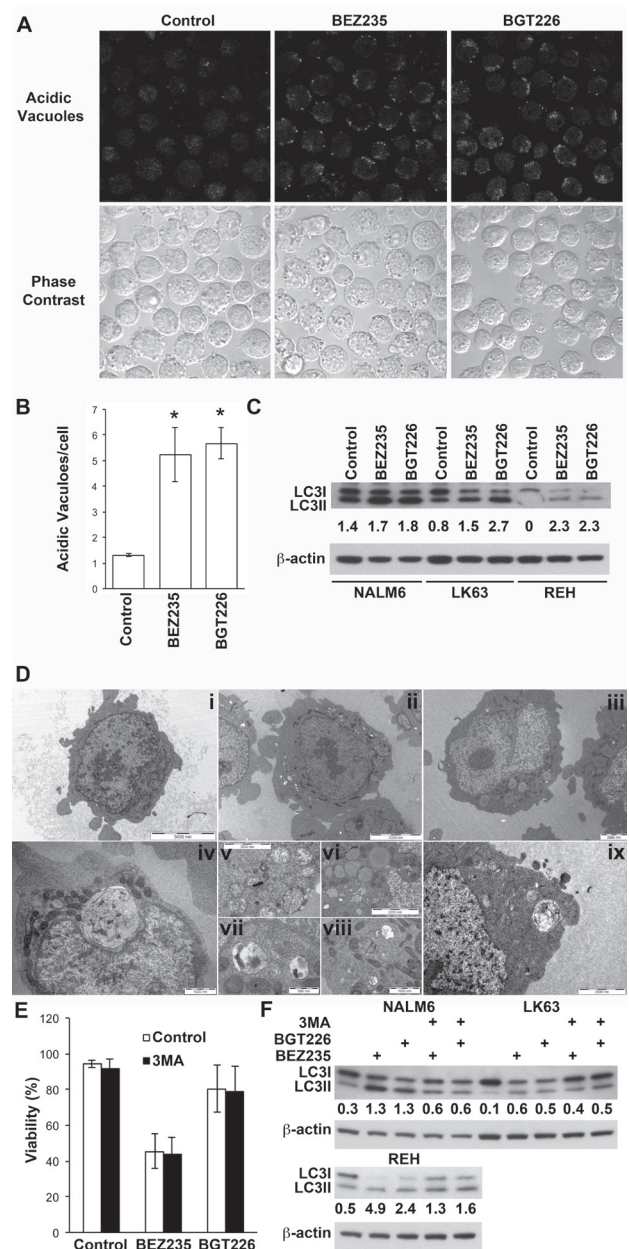 A
Control BEZ235 BGT226
Acidic
Vacuoles
Phase
Contrast
B
Acidic Vacuoles/cell
7
6
5
4
3
2
1
0
* *
Control
BEZ235
BGT226
C
Control BEZ235 BGT226 Control BEZ235 BGT226 Control BEZ235 BGT226
LC3I
LC3II
1.4 1.7 1.8 0.8 1.5 2.7 0 2.3 2.3
β-actin
NALM6 LK63 REH
D
i ii iii
iv v vi ix
vii viii
E
Viability (%)
120
100
80
60
40
20
0
Control
3MA
Control BEZ235 BGT226
F
NALM6 LK63
3MA + + + +
BGT226 + + + +
BEZ235 + + + +
LC3I
LC3II
0.3 1.3 1.3 0.6 0.6 0.1 0.6 0.5 0.4 0.5
β-actin
REH
LC3I
LC3II
0.5 4.9 2.4 1.3 1.6
β-actin